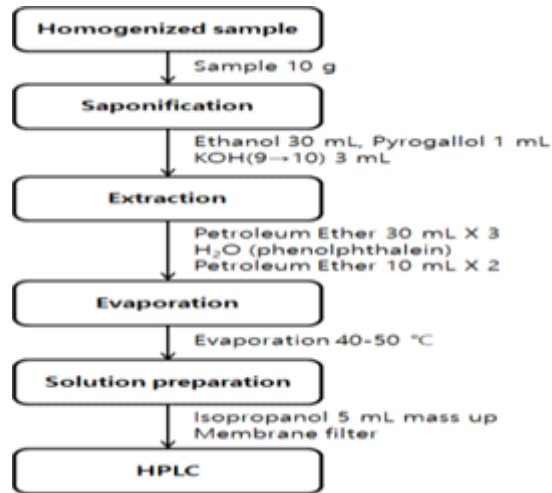 Homogenized sample
Sample 10 g
Saponification
Ethanol 30 mL, Pyrogallol 1 mL
KOH(9→10) 3 mL
Extraction
Petroleum Ether 30 mL X 3
H₂O (phenolphthalein)
Petroleum Ether 10 mL X 2
Evaporation
Evaporation 40-50 ℃
Solution preparation
Isopropanol 5 mL mass up
Membrane filter
HPLC